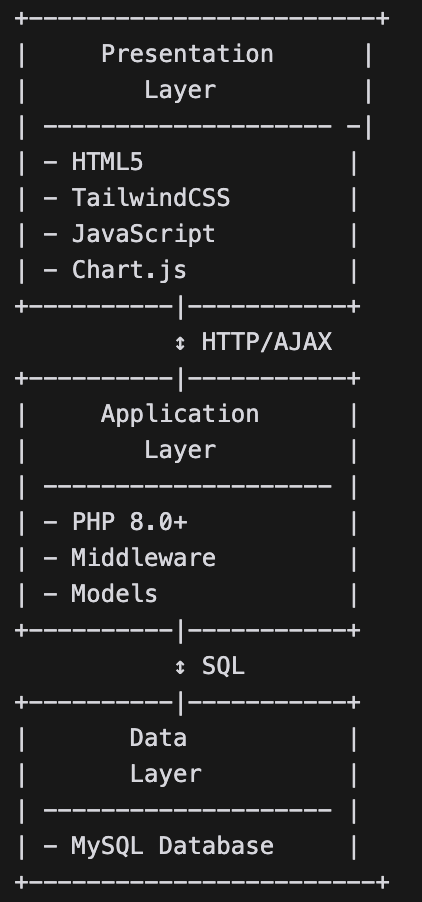 +------------------------+
|     Presentation      |
|        Layer          |
| -------------------- -|
| - HTML5              |
| - TailwindCSS        |
| - JavaScript         |
| - Chart.js           |
+----------|-----------+
           ↕ HTTP/AJAX
+----------|-----------+
|     Application      |
|        Layer         |
| -------------------- |
| - PHP 8.0+           |
| - Middleware         |
| - Models             |
+----------|-----------+
           ↕ SQL
+----------|-----------+
|       Data           |
|       Layer          |
| -------------------- |
| - MySQL Database     |
+------------------------+